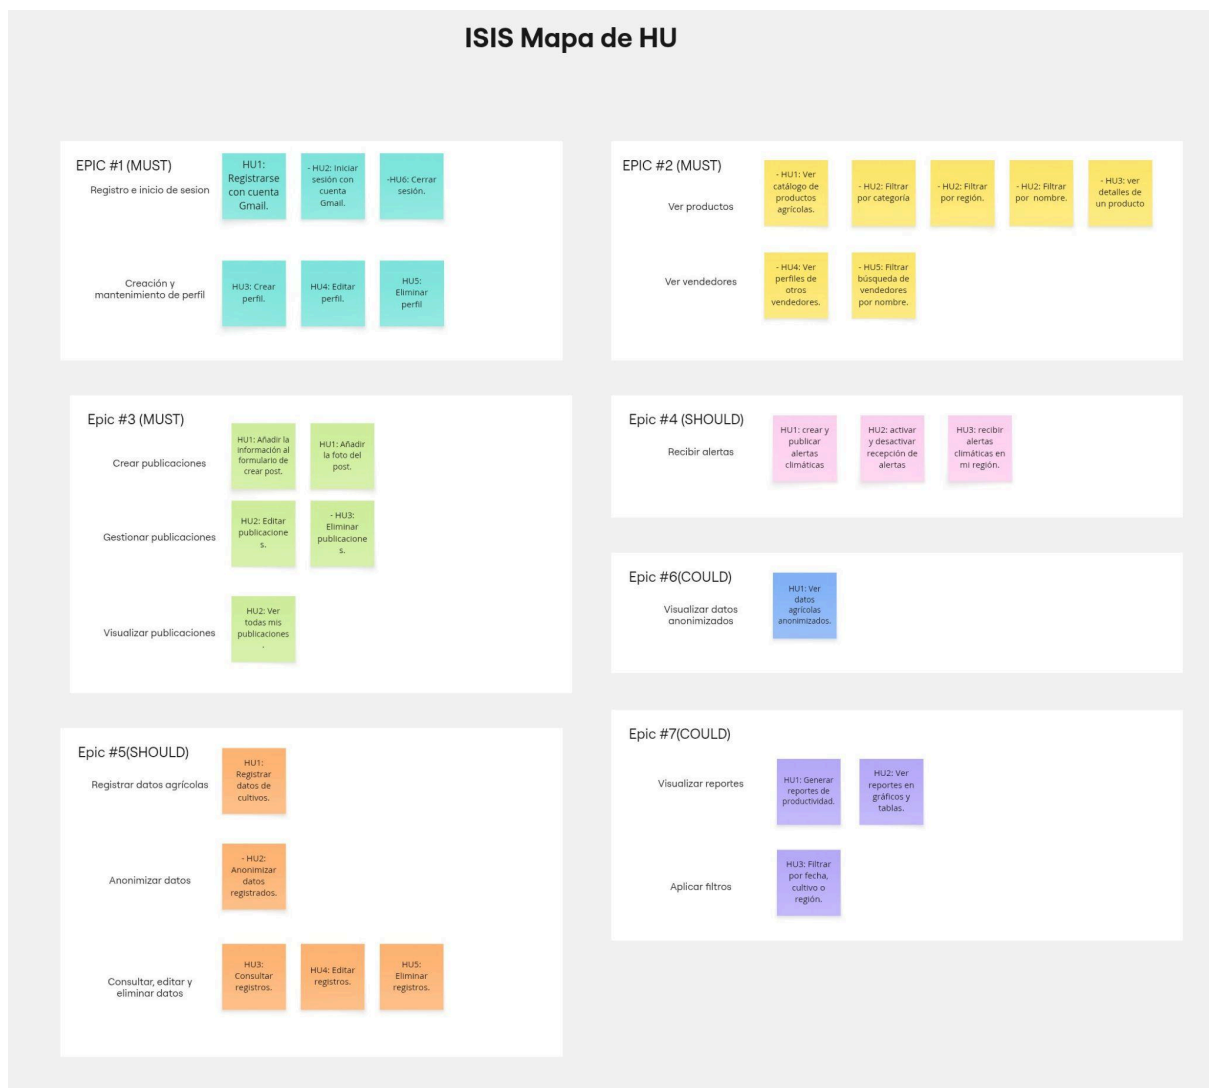 ISIS Mapa de HU
EPIC #1 (MUST)
Registro e inicio de sesion
HU1:
Registrarse
con cuenta
Gmail.
- HU2: Iniciar
sesión con
cuenta
Gmail.
-HU6: Cerrar
sesión.
Creación y
mantenimiento de perfil
HU3: Crear
perfil.
HU4: Editar
perfil.
HU5:
Eliminar
perfil
EPIC #2 (MUST)
Ver productos
- HU1: Ver
catálogo de
productos
agrícolas.
- HU2: Filtrar
por categoría
- HU2: Filtrar
por región.
- HU2: Filtrar
por nombre.
- HU3: ver
detalles de
un producto
Ver vendedores
- HU4: Ver
perfiles de
otros
vendedores.
- HU5: Filtrar
búsqueda de
vendedores
por nombre.
Epic #3 (MUST)
Crear publicaciones
HU1: Añadir la
información al
formulario de
crear post.
HU1: Añadir
la foto del
post.
Gestionar publicaciones
HU2: Editar
publicacione
s.
- HU3:
Eliminar
publicacione
s.
Visualizar publicaciones
HU2: Ver
todas mis
publicaciones
.
Epic #4 (SHOULD)
Recibir alertas
HU1: crear y
publicar
alertas
climáticas
HU2: activar
y desactivar
recepción de
alertas
HU3: recibir
alertas
climáticas en
mi región.
Epic #6(COULD)
Visualizar datos
anonimizados
HU1: Ver
datos
agrícolas
anonimizados.
Epic #5(SHOULD)
Registrar datos agrícolas
HU1:
Registrar
datos de
cultivos.
Anonimizar datos
- HU2:
Anonimizar
datos
registrados.
Consultar, editar y
eliminar datos
HU3:
Consultar
registros.
HU4: Editar
registros.
HU5:
Eliminar
registros.
Epic #7(COULD)
Visualizar reportes
HU1: Generar
reportes de
productividad.
HU2: Ver
reportes en
gráficos y
tablas.
Aplicar filtros
HU3: Filtrar
por fecha,
cultivo o
región.